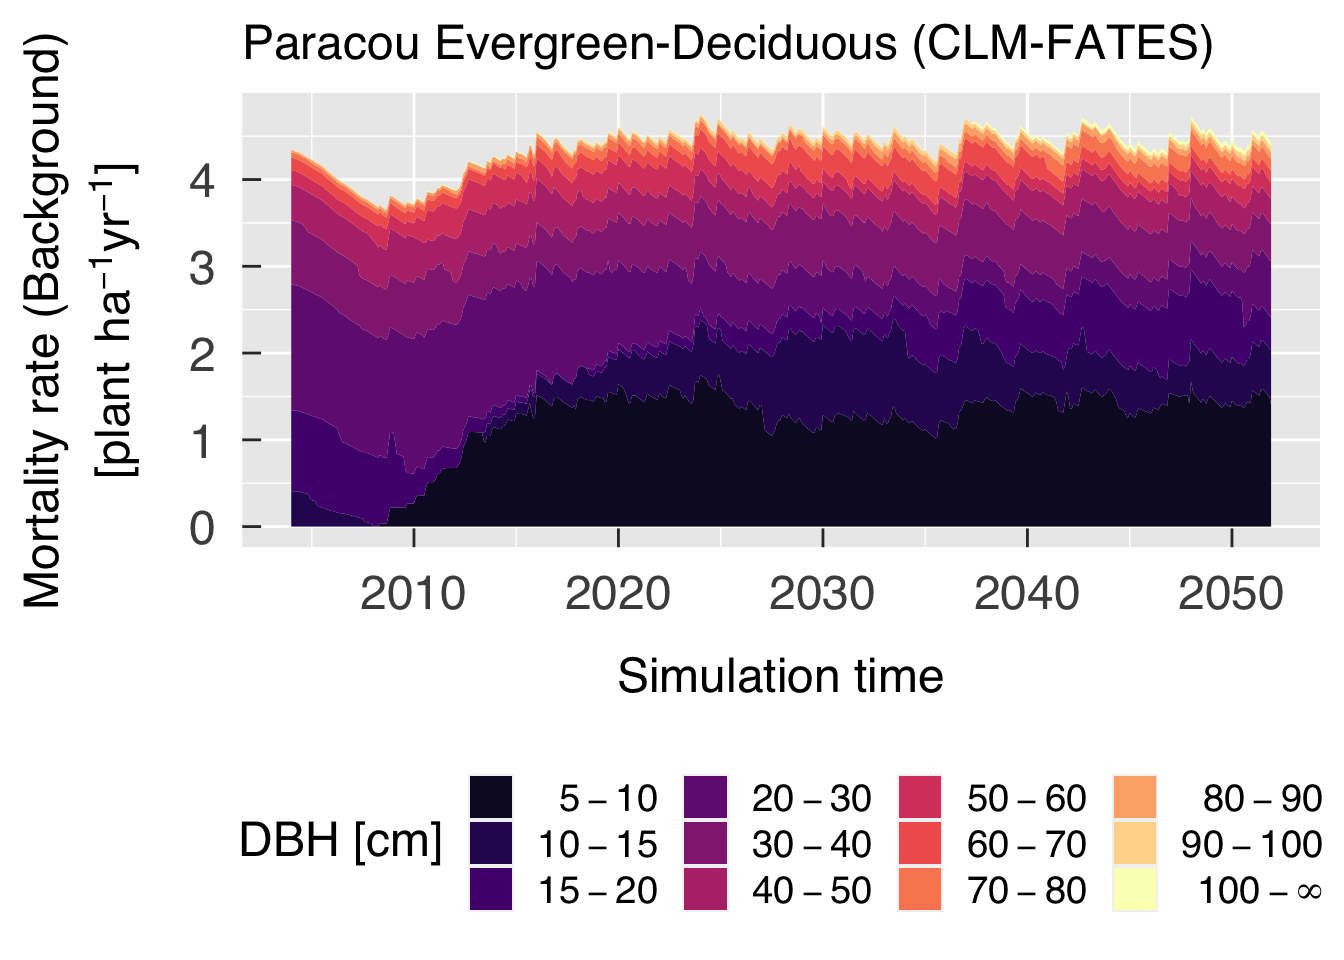 Paracou Evergreen-Deciduous (CLM-FATES)
Mortality rate (Background)
[plant ha⁻¹yr⁻¹]
4
3
2
1
0
2010 2020 2030 2040 2050
Simulation time
DBH [cm]
5 – 10 20 – 30 50 – 60 80 – 90
10 – 15 30 – 40 60 – 70 90 – 100
15 – 20 40 – 50 70 – 80 100 – ∞